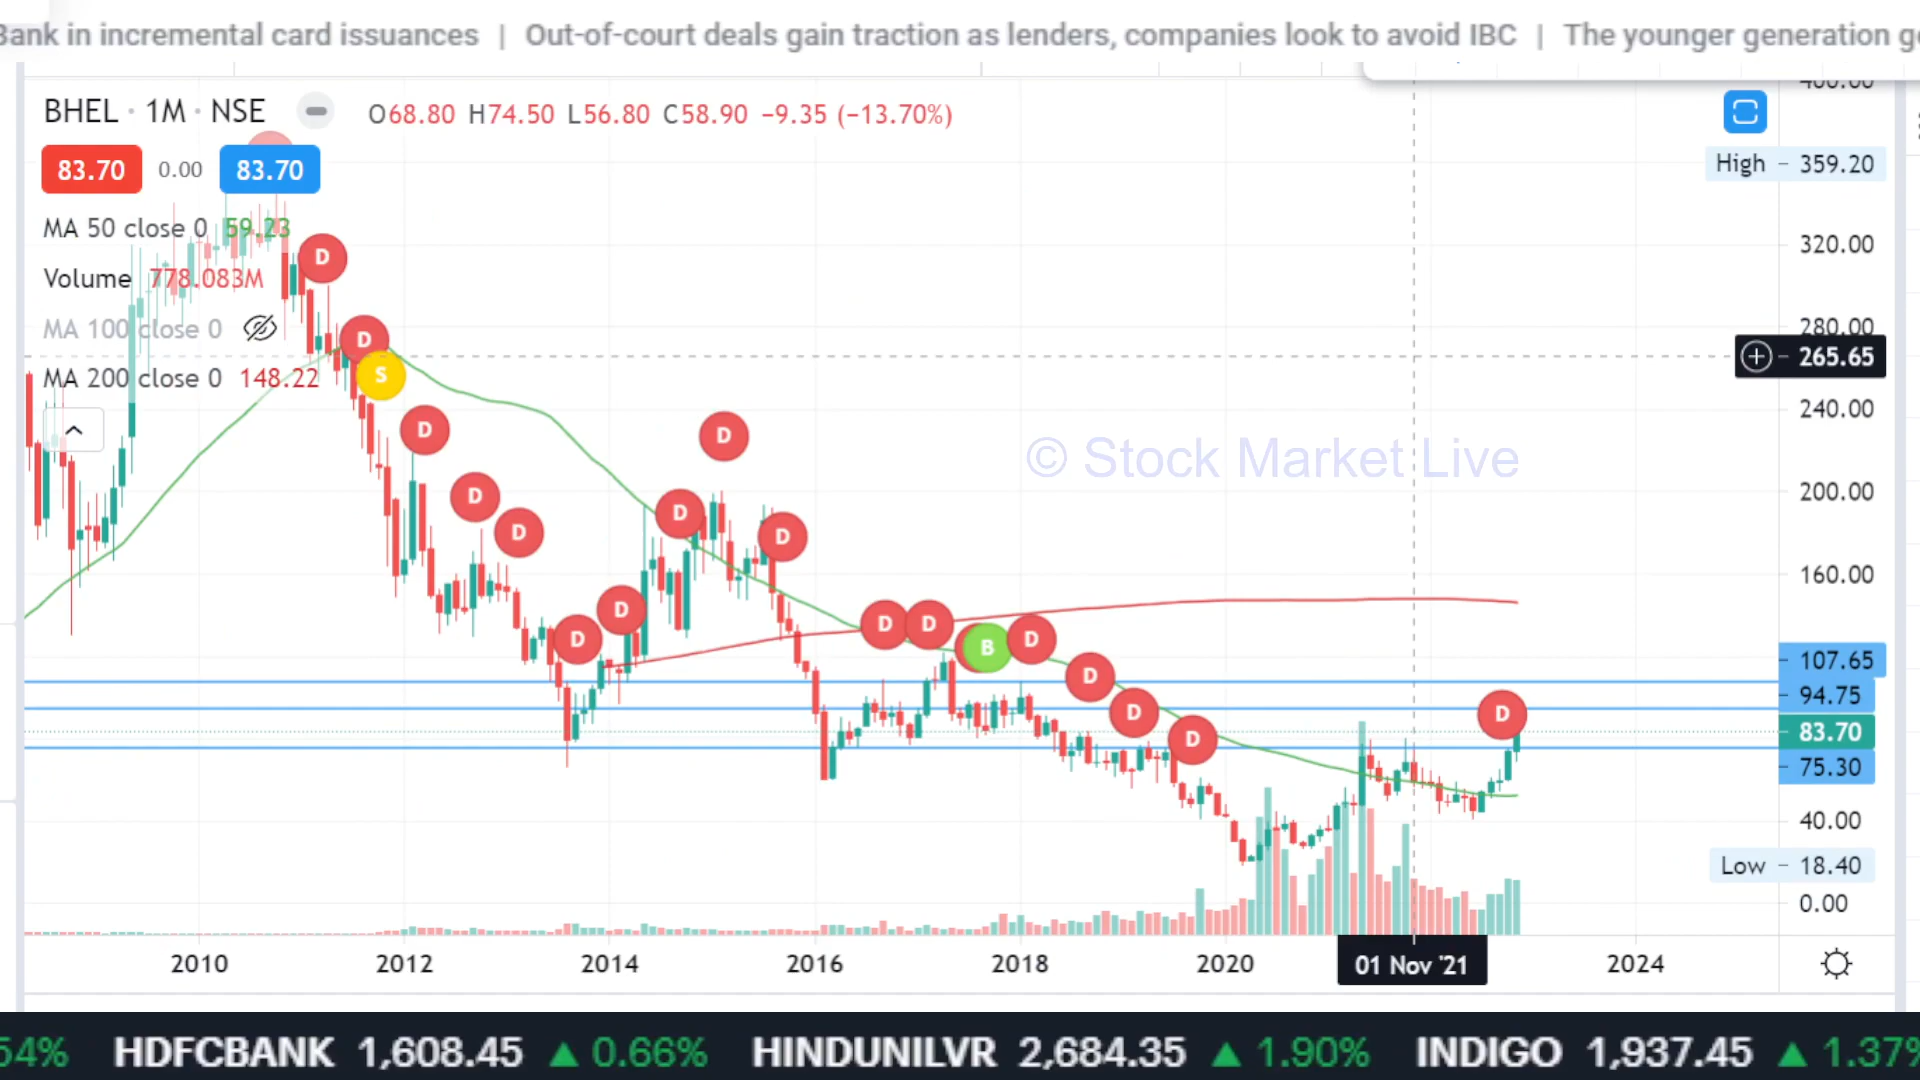 Bank in incremental card issuances | Out-of-court deals gain traction as lenders, companies look to avoid IBC | The younger generation g
BHEL · 1M · NSE O68.80 H74.50 L56.80 C58.90 −9.35 (−13.70%)
83.70 0.00 83.70
MA 50 close 0 59.23
Volume 778.083M
MA 100 close 0
MA 200 close 0 148.22
D
D
S
D
D
D
D
D
D
D
D
D
D
B
D
D
D
D
D
© Stock Market Live
400.00
High 359.20
320.00
280.00
265.65
240.00
200.00
160.00
107.65
94.75
83.70
75.30
40.00
Low 18.40
0.00
2010 2012 2014 2016 2018 2020 01 Nov '21 2024
54% HDFCBANK 1,608.45 ▲ 0.66% HINDUNILVR 2,684.35 ▲ 1.90% INDIGO 1,937.45 ▲ 1.37%